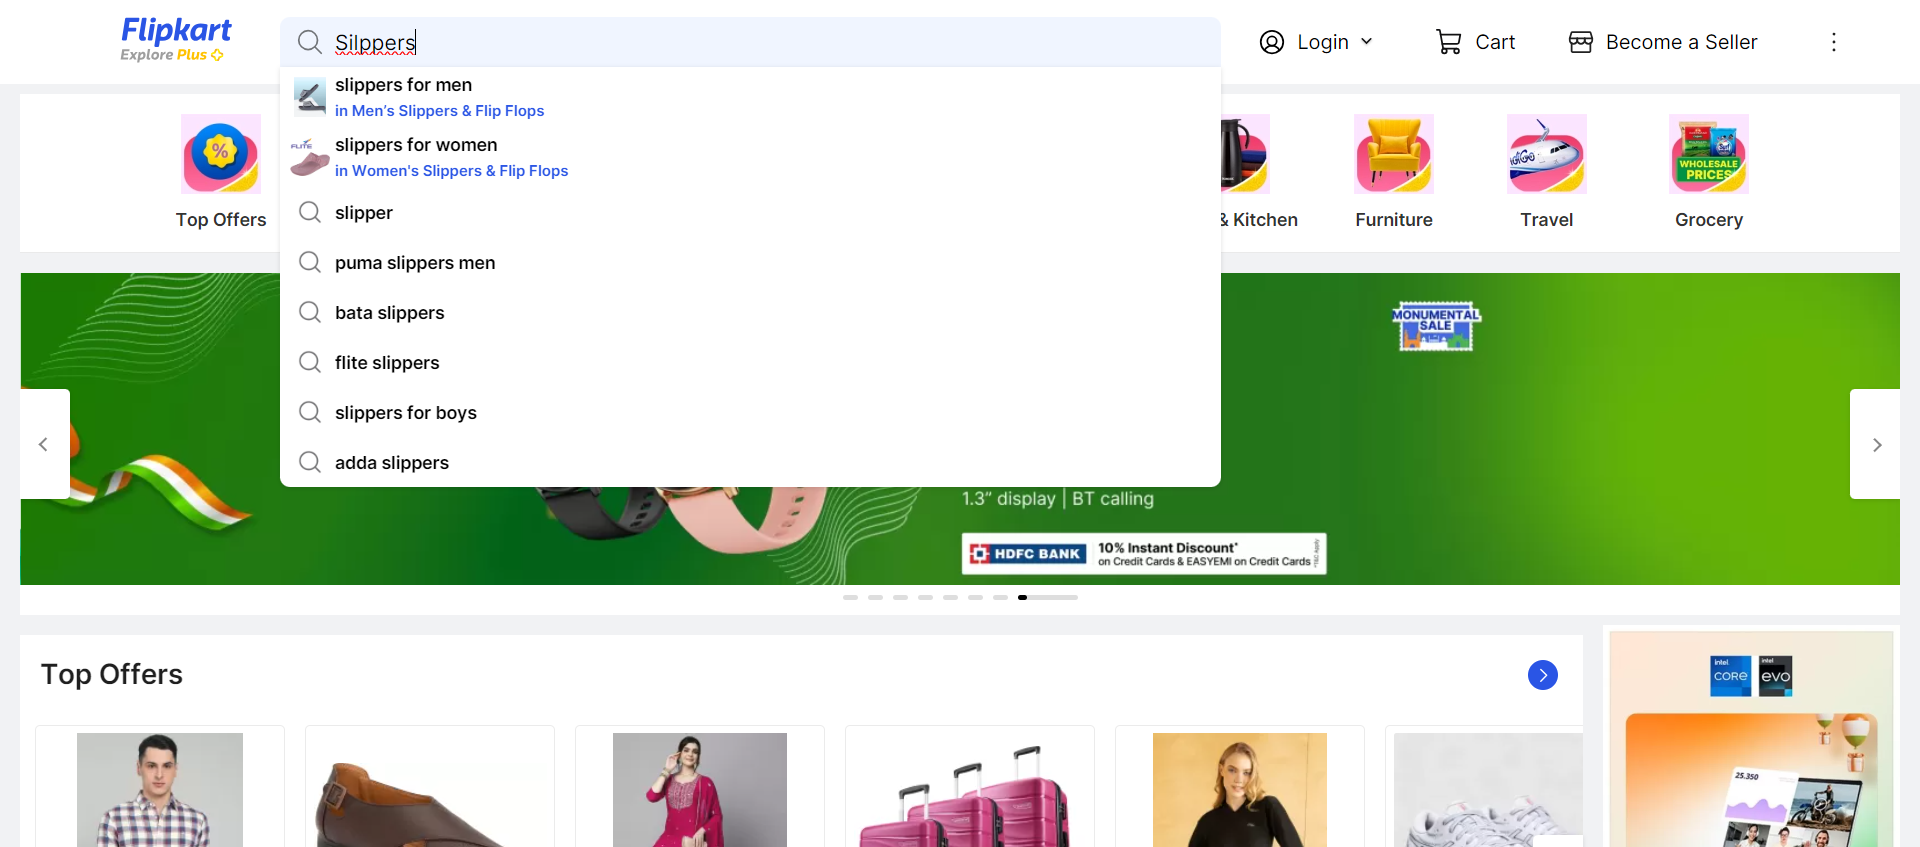 Flipkart
Explore Plus
Silppers
Login
Cart
Become a Seller
slippers for men
in Men’s Slippers & Flip Flops
FLITE
slippers for women
in Women's Slippers & Flip Flops
slipper
puma slippers men
bata slippers
flite slippers
slippers for boys
adda slippers
%
Top Offers
& Kitchen
Furniture
IndiGo
Travel
WHOLESALE
PRICES
Grocery
MONUMENTAL
SALE
1.3” display | BT calling
HDFC BANK
10% Instant Discount*
on Credit Cards & EASYEMI on Credit Cards
*T&C Apply
Top Offers
intel
CORE
intel
evo
25.350